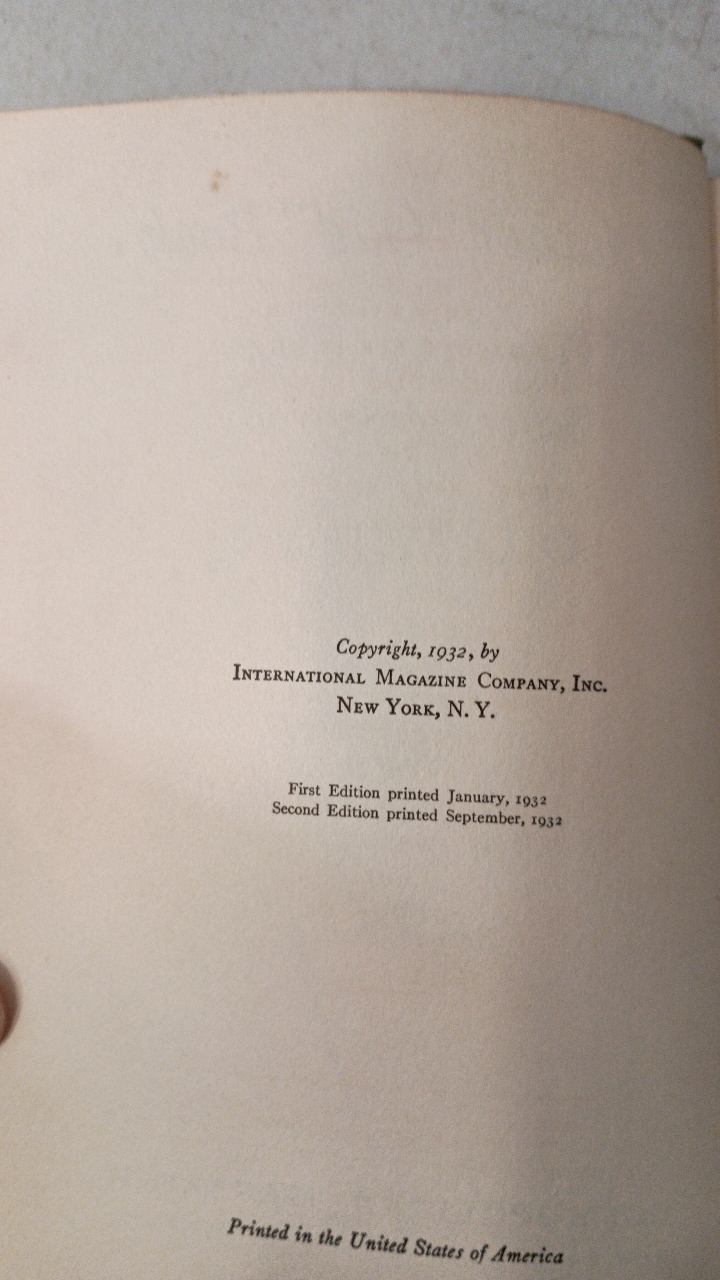 Copyright, 1932, by
International Magazine Company, Inc.
New York, N. Y.
First Edition printed January, 1932
Second Edition printed September, 1932
Printed in the United States of America